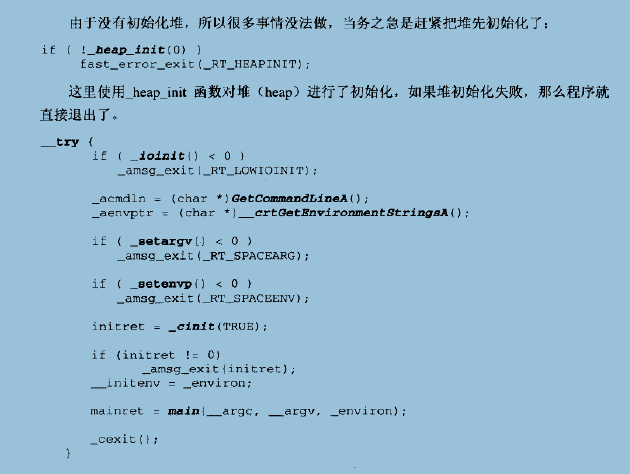 由于没有初始化堆，所以很多事情没法做，当务之急是赶紧把堆先初始化了：
if ( !_heap_init(0) )
fast_error_exit(_RT_HEAPINIT);
这里使用_heap_init 函数对堆（heap）进行了初始化，如果堆初始化失败，那么程序就
直接退出了。
__try {
if ( _ioinit() < 0 )
_amsg_exit(_RT_LOWIOINIT);
_acmdln = (char *)GetCommandLineA();
_aenvptr = (char *)__crtGetEnvironmentStringsA();
if ( _setargv() < 0 )
_amsg_exit(_RT_SPACEARG);
if ( _setenvp() < 0 )
_amsg_exit(_RT_SPACEENV);
initret = _cinit(TRUE);
if (initret != 0)
_amsg_exit(initret);
__initenv = _environ;
mainret = main(__argc, __argv, _environ);
_cexit();
}